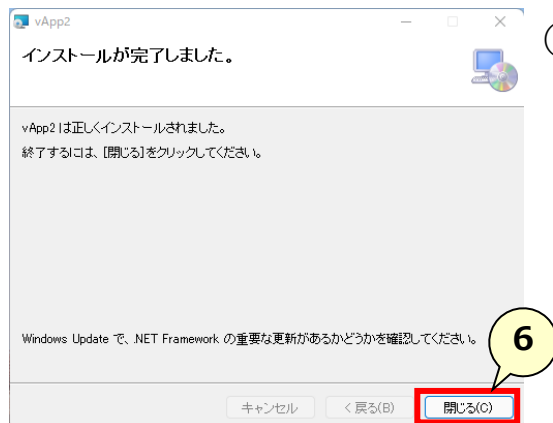 vApp2
インストールが完了しました。
vApp2 は正しくインストールされました。
終了するには、[閉じる]をクリックしてください。
Windows Update で、.NET Framework の重要な更新があるかどうかを確認してください。
6
キャンセル
< 戻る(B)
閉じる(C)